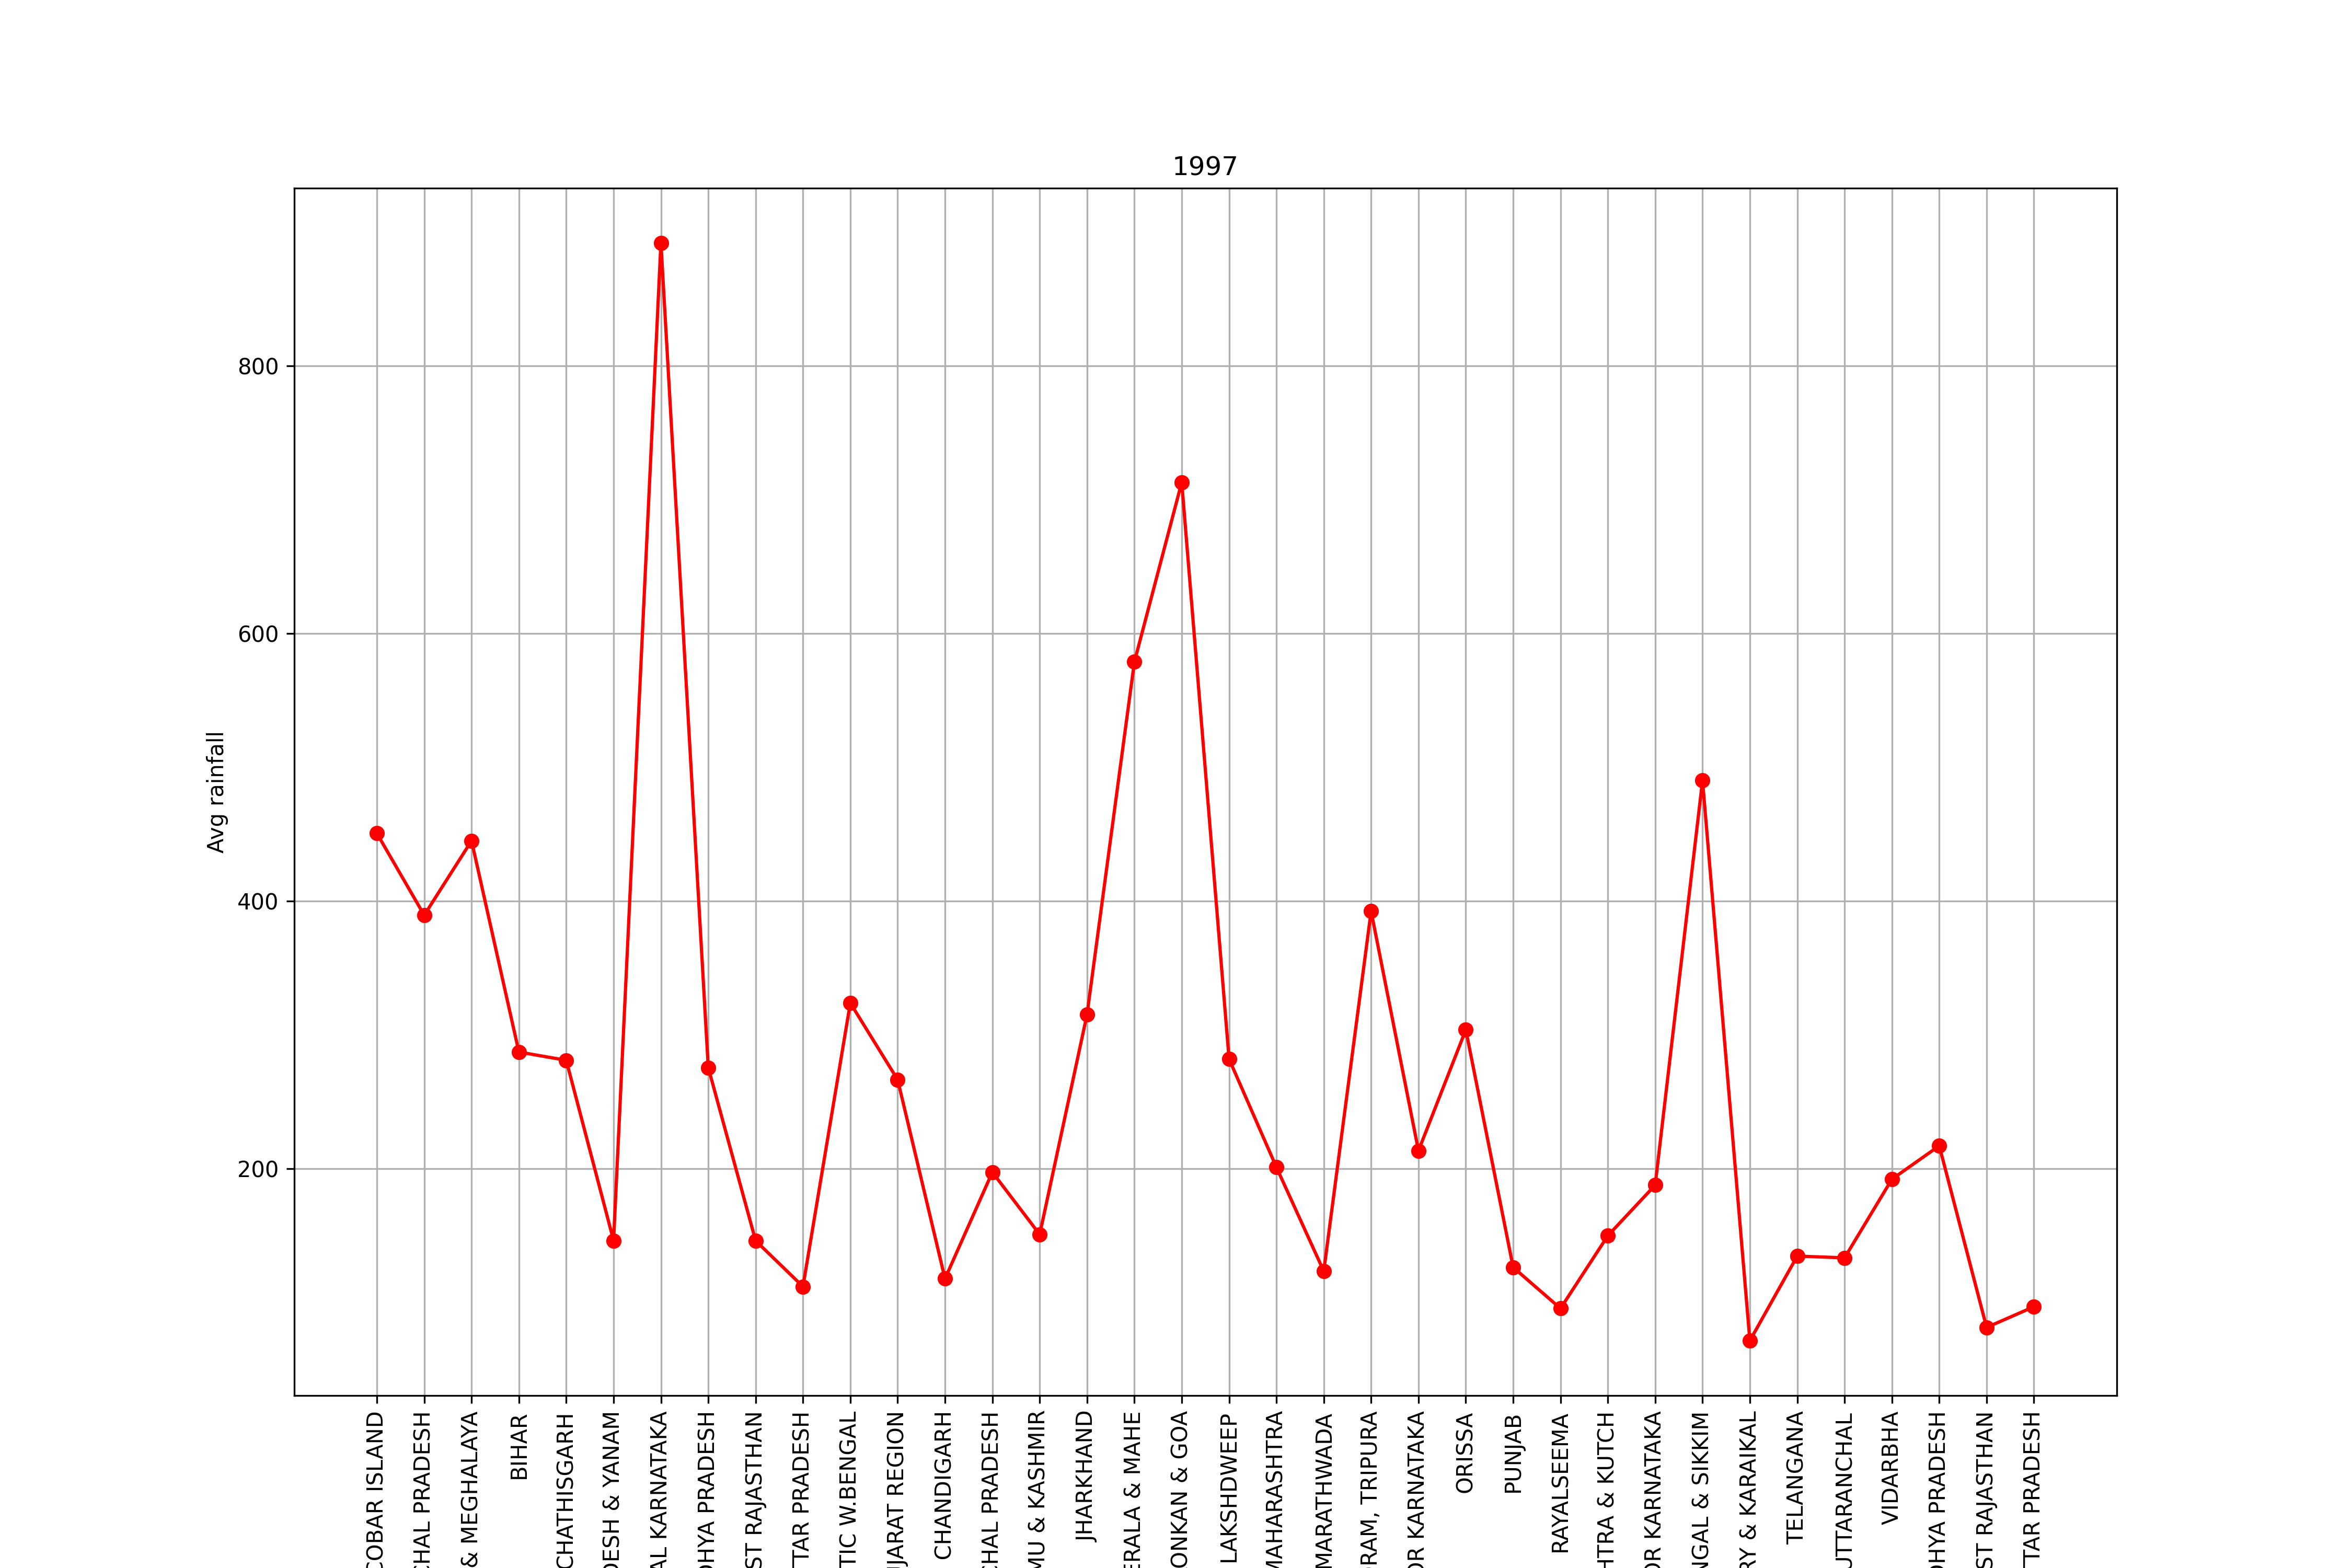 1997
Avg rainfall
800
600
400
200
COBAR ISLAND
CHAL PRADESH
& MEGHALAYA
BIHAR
CHATHISGARH
DESH & YANAM
AL KARNATAKA
DHYA PRADESH
ST RAJASTHAN
TTAR PRADESH
TIC W.BENGAL
JARAT REGION
CHANDIGARH
CHAL PRADESH
MU & KASHMIR
JHARKHAND
ERALA & MAHE
ONKAN & GOA
LAKSHDWEEP
MAHARASHTRA
MARATHWADA
RAM, TRIPURA
OR KARNATAKA
ORISSA
PUNJAB
RAYALSEEMA
HTRA & KUTCH
OR KARNATAKA
NGAL & SIKKIM
RY & KARAIKAL
TELANGANA
UTTARANCHAL
VIDARBHA
DHYA PRADESH
ST RAJASTHAN
TTAR PRADESH